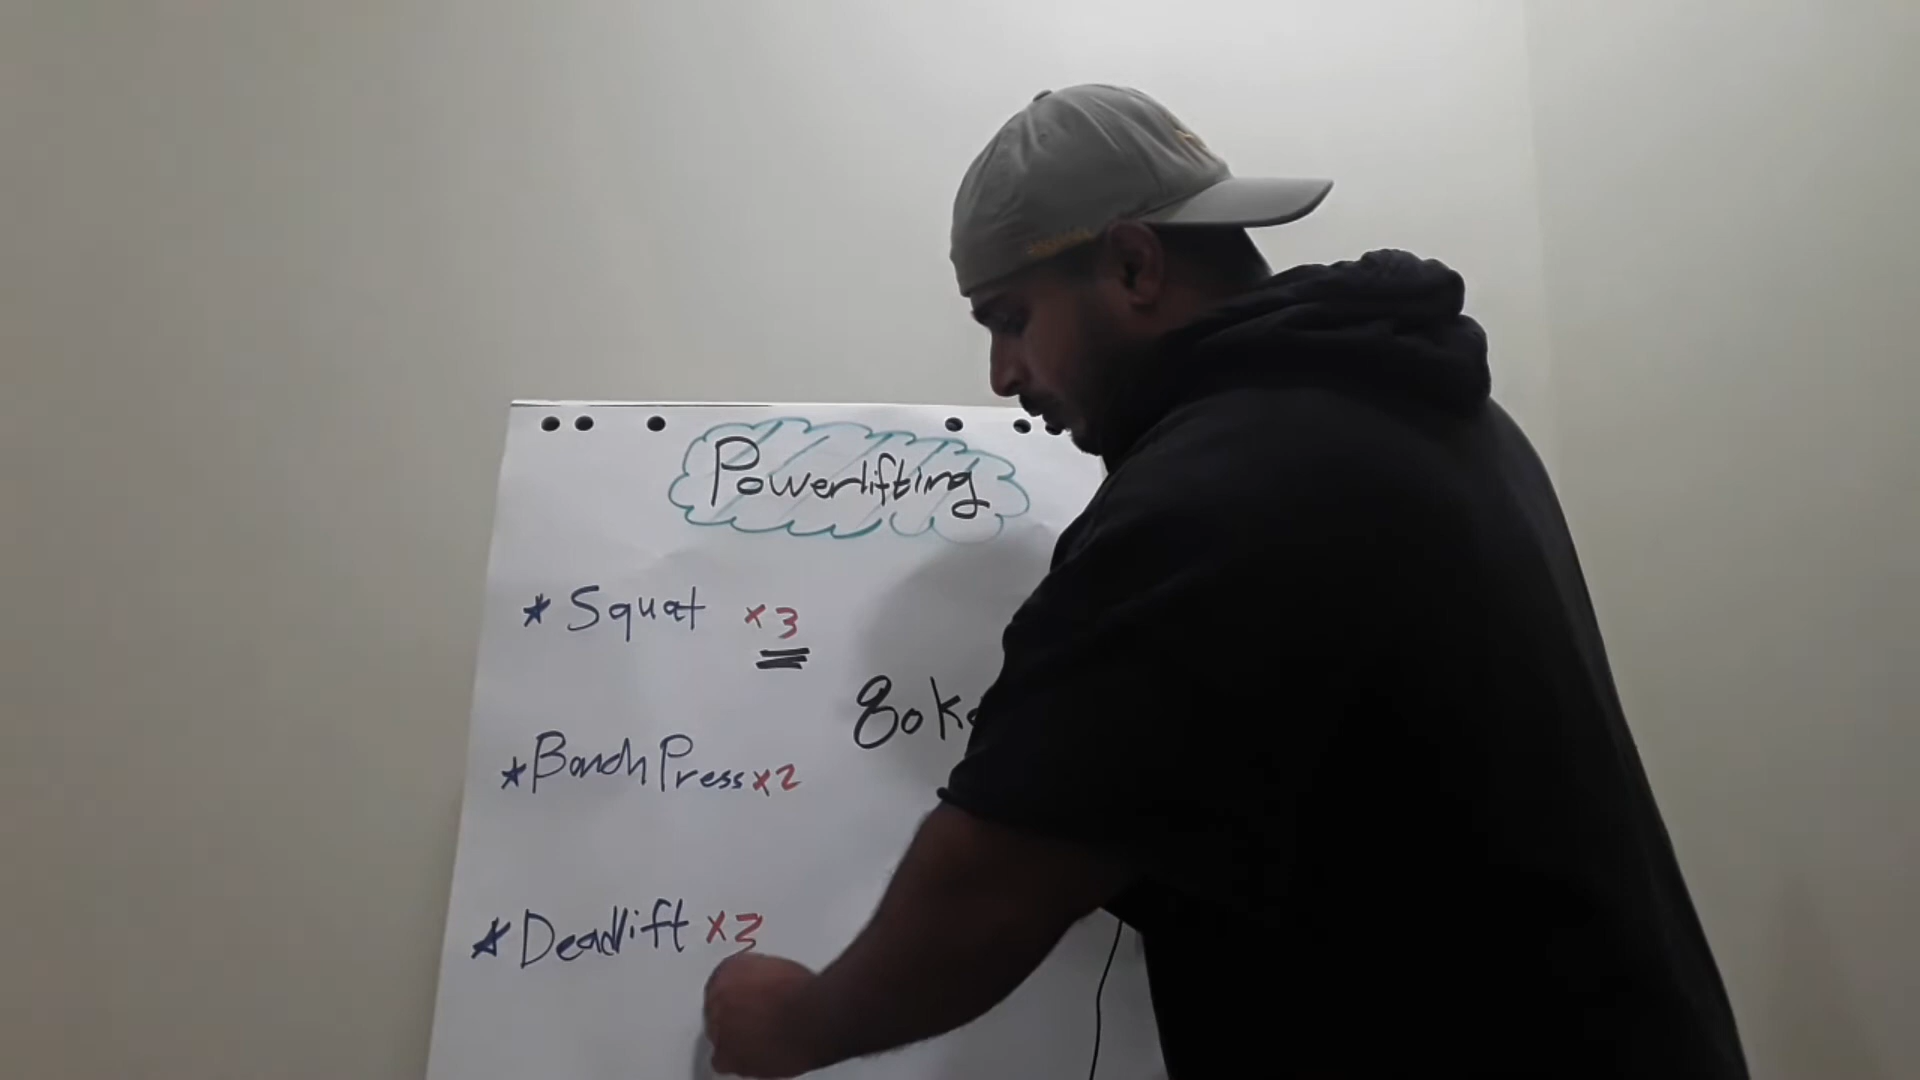 Powerlifting
* Squat x3
80k
* Bench Press x2
* Deadlift x3